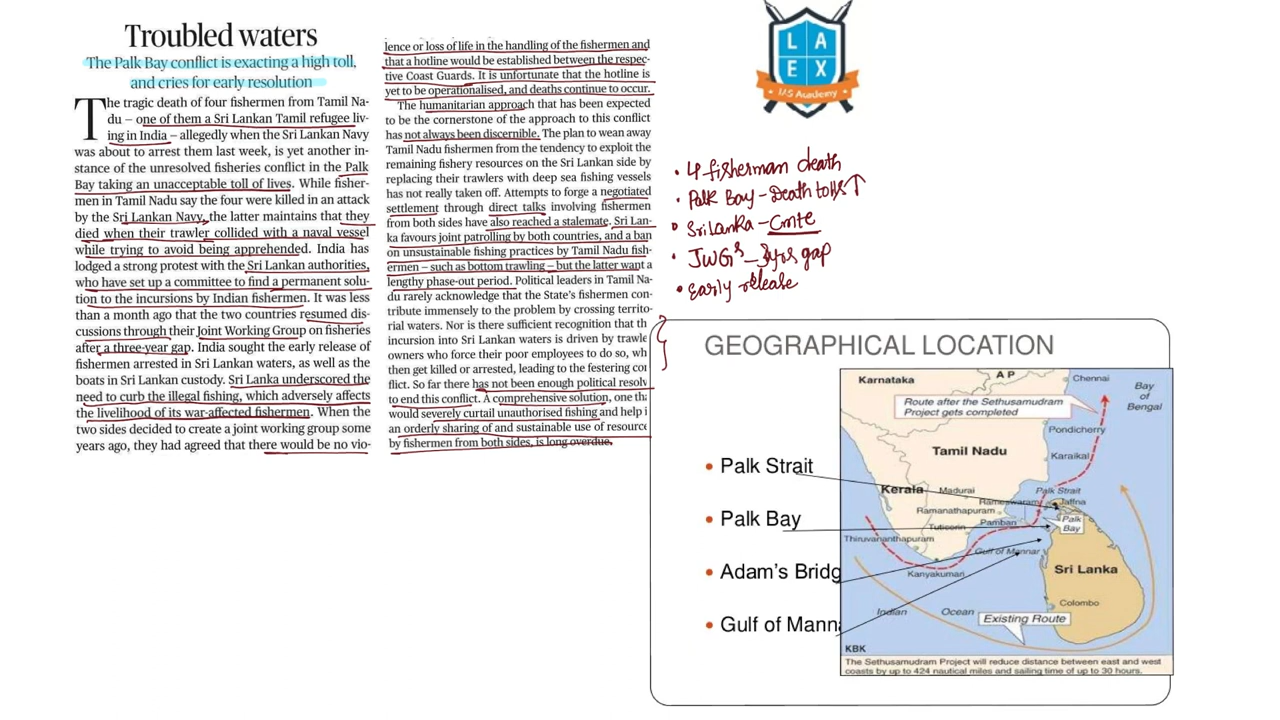 Troubled waters
The Palk Bay conflict is exacting a high toll,
and cries for early resolution
The tragic death of four fishermen from Tamil Na-
du — one of them a Sri Lankan Tamil refugee liv-
ing in India — allegedly when the Sri Lankan Navy
was about to arrest them last week, is yet another in-
stance of the unresolved fisheries conflict in the Palk
Bay taking an unacceptable toll of lives. While fisher-
men in Tamil Nadu say the four were killed in an attack
by the Sri Lankan Navy, the latter maintains that they
died when their trawler collided with a naval vessel
while trying to avoid being apprehended. India has
lodged a strong protest with the Sri Lankan authorities,
who have set up a committee to find a permanent solu-
tion to the incursions by Indian fishermen. It was less
than a month ago that the two countries resumed dis-
cussions through their Joint Working Group on fisheries
after a three-year gap. India sought the early release of
fishermen arrested in Sri Lankan waters, as well as the
boats in Sri Lankan custody. Sri Lanka underscored the
need to curb the illegal fishing, which adversely affects
the livelihood of its war-affected fishermen. When the
two sides decided to create a joint working group some
years ago, they had agreed that there would be no vio-
lence or loss of life in the handling of the fishermen and
that a hotline would be established between the respec-
tive Coast Guards. It is unfortunate that the hotline is
yet to be operationalised, and deaths continue to occur.
The humanitarian approach that has been expected
to be the cornerstone of the approach to this conflict
has not always been discernible. The plan to wean away
Tamil Nadu fishermen from the tendency to exploit the
remaining fishery resources on the Sri Lankan side by
replacing their trawlers with deep sea fishing vessels
has not really taken off. Attempts to forge a negotiated
settlement through direct talks involving fishermen
from both sides have also reached a stalemate. Sri Lan-
ka favours joint patrolling by both countries, and a ban
on unsustainable fishing practices by Tamil Nadu fish-
ermen — such as bottom trawling — but the latter want a
lengthy phase-out period. Political leaders in Tamil Na-
du rarely acknowledge that the State's fishermen con-
tribute immensely to the problem by crossing territo-
rial waters. Nor is there sufficient recognition that th
incursion into Sri Lankan waters is driven by trawle
owners who force their poor employees to do so, wh
then get killed or arrested, leading to the festering con
flict. So far there has not been enough political resolv
to end this conflict. A comprehensive solution, one tha
would severely curtail unauthorised fishing and help i
an orderly sharing of and sustainable use of resource
by fishermen from both sides, is long overdue.
L A
E X
IAS Academy
• 4 fisherman death
• Palk Bay - Death tolls ↑
• Sri Lanka - Cmte
• JWGs - 3yrs gap
• early release
GEOGRAPHICAL LOCATION
• Palk Strait
• Palk Bay
• Adam's Bridg
• Gulf of Manna
Karnataka
A P
Chennai
Bay
of
Bengal
Route after the Sethusamudram
Project gets completed
Pondicherry
Tamil Nadu
Karaikal
Kerala
Madurai
Palk Strait
Rameswaram
Jaffna
Ramanathapuram
Palk
Bay
Tuticorin
Pamban
Thiruvananthapuram
Gulf of Mannar
Kanyakumari
Sri Lanka
Colombo
Indian Ocean
Existing Route
KBK
The Sethusamudram Project will reduce distance between east and west
coasts by up to 424 nautical miles and sailing time of up to 30 hours.